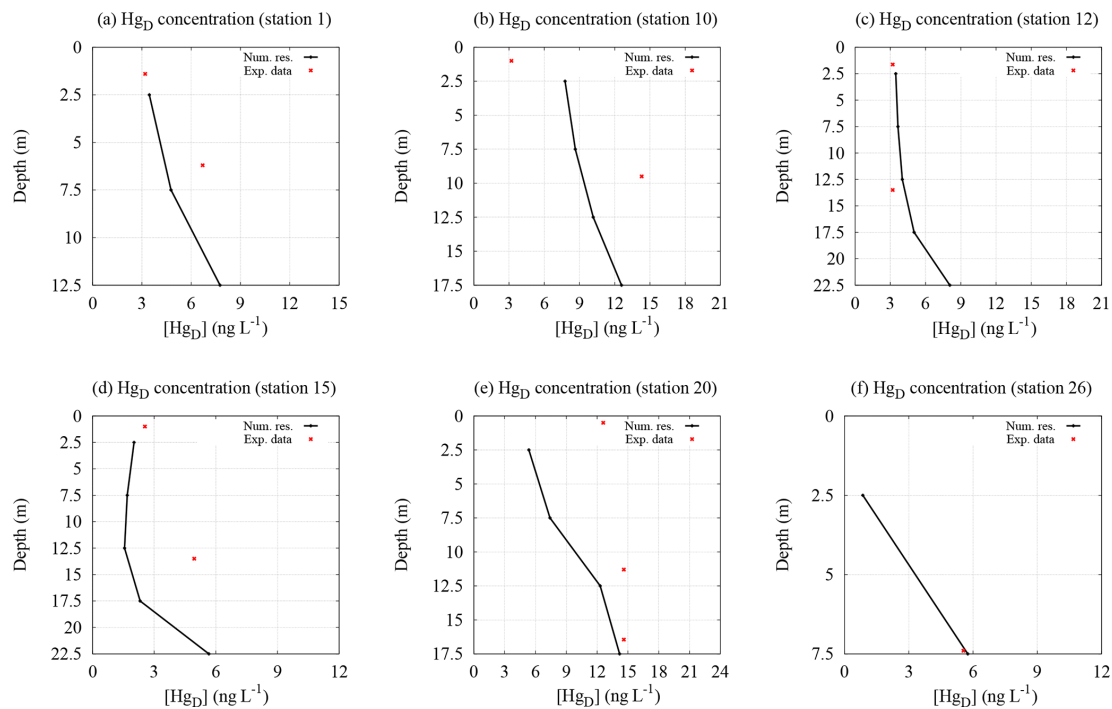 (a) Hg_D concentration (station 1)
Num. res.
Exp. data
0
2.5
5
7.5
10
12.5
Depth (m)
0 3 6 9 12 15
[Hg_D] (ng L^-1)
(b) Hg_D concentration (station 10)
Num. res.
Exp. data
0
2.5
5
7.5
10
12.5
15
17.5
Depth (m)
0 3 6 9 12 15 18 21
[Hg_D] (ng L^-1)
(c) Hg_D concentration (station 12)
Num. res.
Exp. data
0
2.5
5
7.5
10
12.5
15
17.5
20
22.5
Depth (m)
0 3 6 9 12 15 18 21
[Hg_D] (ng L^-1)
(d) Hg_D concentration (station 15)
Num. res.
Exp. data
0
2.5
5
7.5
10
12.5
15
17.5
20
22.5
Depth (m)
0 3 6 9 12
[Hg_D] (ng L^-1)
(e) Hg_D concentration (station 20)
Num. res.
Exp. data
0
2.5
5
7.5
10
12.5
15
17.5
Depth (m)
0 3 6 9 12 15 18 21 24
[Hg_D] (ng L^-1)
(f) Hg_D concentration (station 26)
Num. res.
Exp. data
0
2.5
5
7.5
Depth (m)
0 3 6 9 12
[Hg_D] (ng L^-1)